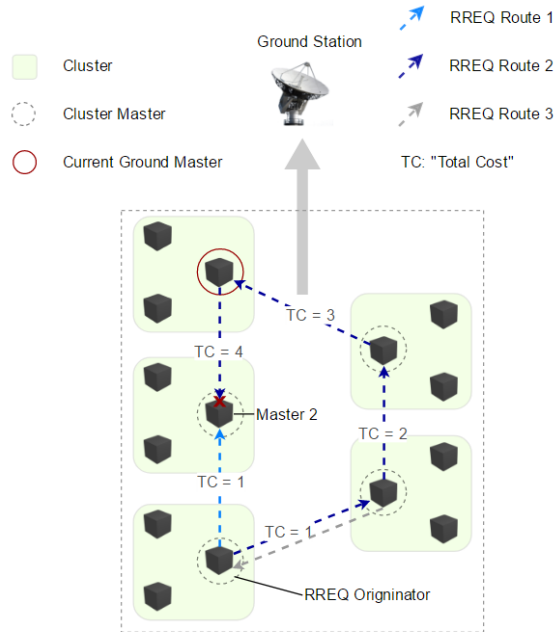 RREQ Route 1
Ground Station
Cluster
RREQ Route 2
Cluster Master
RREQ Route 3
Current Ground Master
TC: "Total Cost"
TC = 3
TC = 4
Master 2
TC = 2
TC = 1
TC = 1
RREQ Origninator